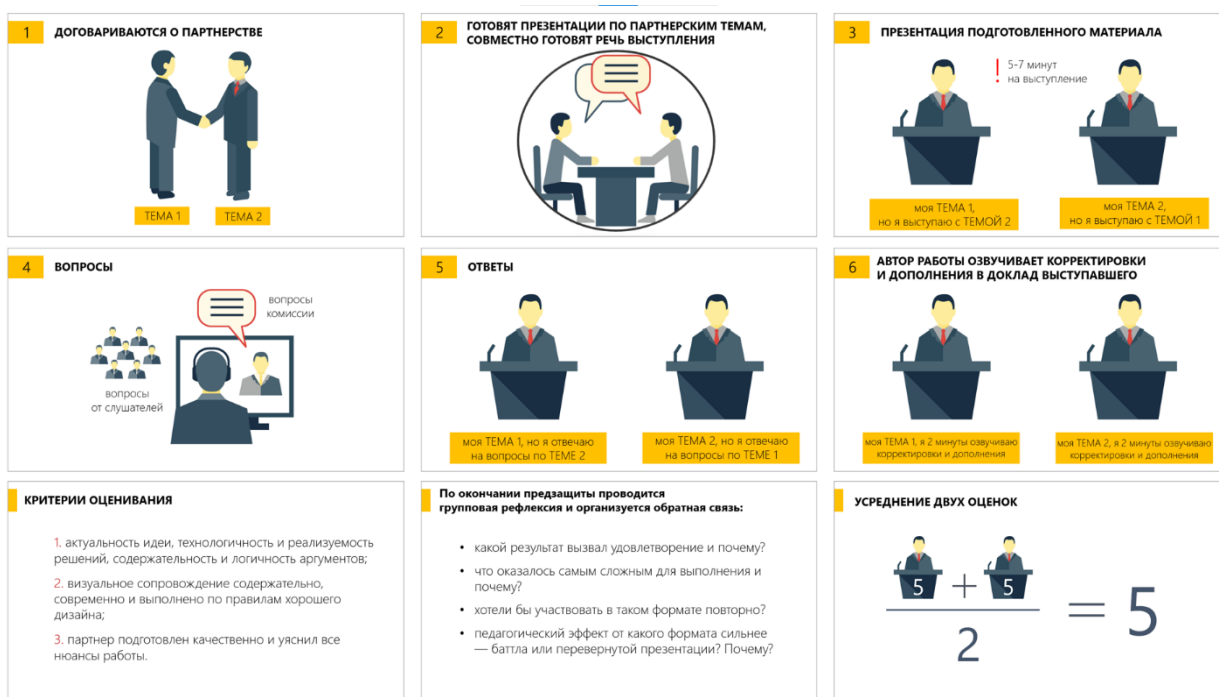 1
ДОГОВАРИВАЮТСЯ О ПАРТНЕРСТВЕ
ТЕМА 1
ТЕМА 2
2
ГОТОВЯТ ПРЕЗЕНТАЦИИ ПО ПАРТНЕРСКИМ ТЕМАМ,
СОВМЕСТНО ГОТОВЯТ РЕЧЬ ВЫСТУПЛЕНИЯ
3
ПРЕЗЕНТАЦИЯ ПОДГОТОВЛЕННОГО МАТЕРИАЛА
! 5-7 минут
на выступление
моя ТЕМА 1,
но я выступаю с ТЕМОЙ 2
моя ТЕМА 2,
но я выступаю с ТЕМОЙ 1
4
ВОПРОСЫ
вопросы
комиссии
вопросы
от слушателей
5
ОТВЕТЫ
моя ТЕМА 1, но я отвечаю
на вопросы по ТЕМЕ 2
моя ТЕМА 2, но я отвечаю
на вопросы по ТЕМЕ 1
6
АВТОР РАБОТЫ ОЗВУЧИВАЕТ КОРРЕКТИРОВКИ
И ДОПОЛНЕНИЯ В ДОКЛАД ВЫСТУПАВШЕГО
моя ТЕМА 1, я 2 минуты озвучиваю
корректировки и дополнения
моя ТЕМА 2, я 2 минуты озвучиваю
корректировки и дополнения
КРИТЕРИИ ОЦЕНИВАНИЯ
1. актуальность идеи, технологичность и реализуемость
решений, содержательность и логичность аргументов;
2. визуальное сопровождение содержательно,
современно и выполнено по правилам хорошего
дизайна;
3. партнер подготовлен качественно и уяснил все
нюансы работы.
По окончании предзащиты проводится
групповая рефлексия и организуется обратная связь:
• какой результат вызвал удовлетворение и почему?
• что оказалось самым сложным для выполнения и
почему?
• хотели бы участвовать в таком формате повторно?
• педагогический эффект от какого формата сильнее
— баттла или перевернутой презентации? Почему?
УСРЕДНЕНИЕ ДВУХ ОЦЕНОК
5 + 5
2
= 5